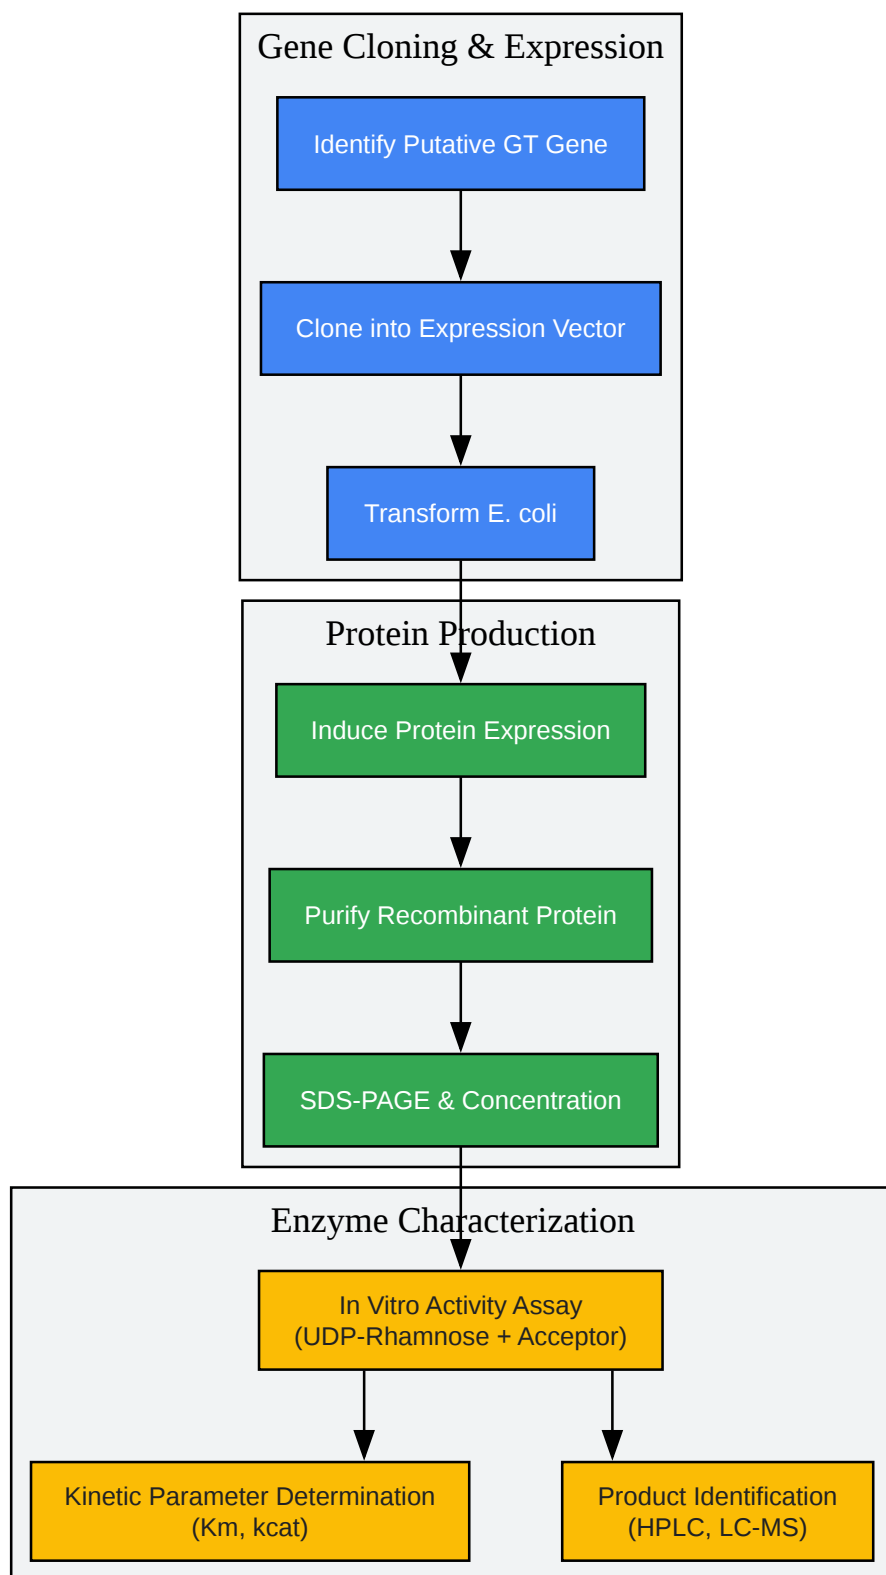 Gene Cloning & Expression
Identify Putative GT Gene
Clone into Expression Vector
Transform E. coli
Protein Production
Induce Protein Expression
Purify Recombinant Protein
SDS-PAGE & Concentration
Enzyme Characterization
In Vitro Activity Assay
(UDP-Rhamnose + Acceptor)
Kinetic Parameter Determination
(Km, kcat)
Product Identification
(HPLC, LC-MS)